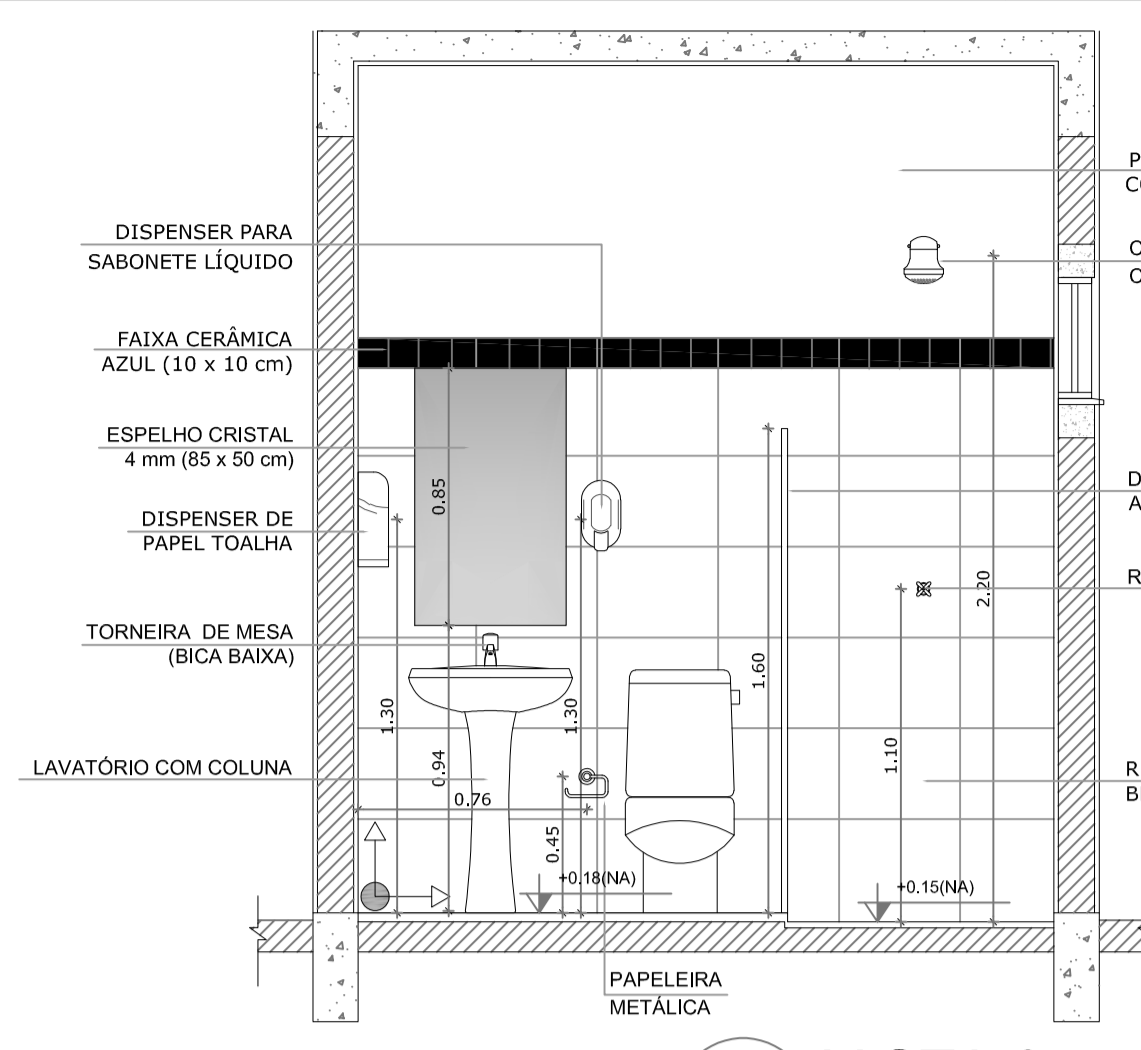 DISPENSER PARA
SABONETE LÍQUIDO
FAIXA CERÂMICA
AZUL (10 x 10 cm)
ESPELHO CRISTAL
4 mm (85 x 50 cm)
DISPENSER DE
PAPEL TOALHA
TORNEIRA DE MESA
(BICA BAIXA)
LAVATÓRIO COM COLUNA
0.85
1.30
0.94
0.76
1.30
0.45
1.60
2.20
1.10
+0.18(NA)
+0.15(NA)
PAPELEIRA
METÁLICA